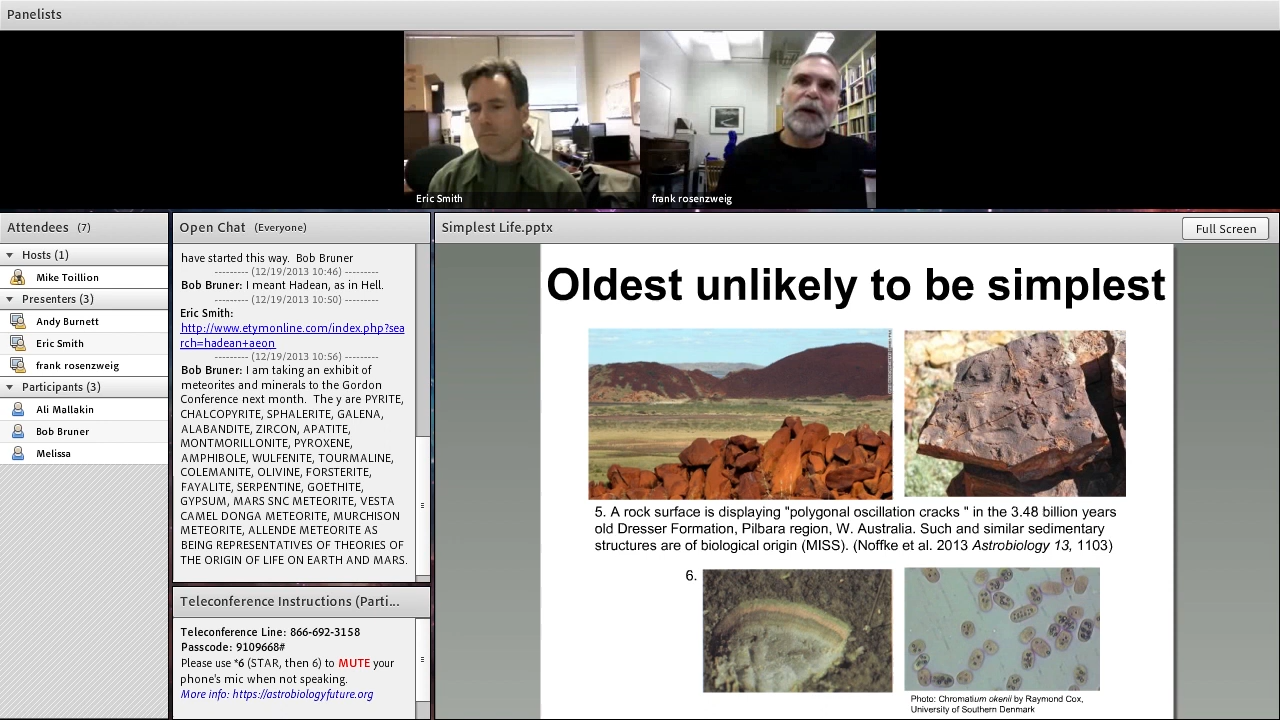 Panelists
Eric Smith
frank rosenzweig
Attendees (7)
Hosts (1)
Mike Toillion
Presenters (3)
Andy Burnett
Eric Smith
frank rosenzweig
Participants (3)
Ali Mallakin
Bob Bruner
Melissa
Open Chat (Everyone)
have started this way. Bob Bruner
--------- (12/19/2013 10:46) ---------
Bob Bruner: I meant Hadean, as in Hell.
--------- (12/19/2013 10:50) ---------
Eric Smith:
http://www.etymonline.com/index.php?sea
rch=hadean+aeon
--------- (12/19/2013 10:56) ---------
Bob Bruner: I am taking an exhibit of
meteorites and minerals to the Gordon
Conference next month. The y are PYRITE,
CHALCOPYRITE, SPHALERITE, GALENA,
ALABANDITE, ZIRCON, APATITE,
MONTMORILLONITE, PYROXENE,
AMPHIBOLE, WULFENITE, TOURMALINE,
COLEMANITE, OLIVINE, FORSTERITE,
FAYALITE, SERPENTINE, GOETHITE,
GYPSUM, MARS SNC METEORITE, VESTA
CAMEL DONGA METEORITE, MURCHISON
METEORITE, ALLENDE METEORITE AS
BEING REPRESENTATIVES OF THEORIES OF
THE ORIGIN OF LIFE ON EARTH AND MARS.
Teleconference Instructions (Parti...
Teleconference Line: 866-692-3158
Passcode: 9109668#
Please use *6 (STAR, then 6) to MUTE your
phone's mic when not speaking.
More info: https://astrobiologyfuture.org
Simplest Life.pptx
Full Screen
Oldest unlikely to be simplest
5. A rock surface is displaying "polygonal oscillation cracks " in the 3.48 billion years
old Dresser Formation, Pilbara region, W. Australia. Such and similar sedimentary
structures are of biological origin (MISS). (Noffke et al. 2013 Astrobiology 13, 1103)
6.
Photo: Chromatium okenii by Raymond Cox,
University of Southern Denmark